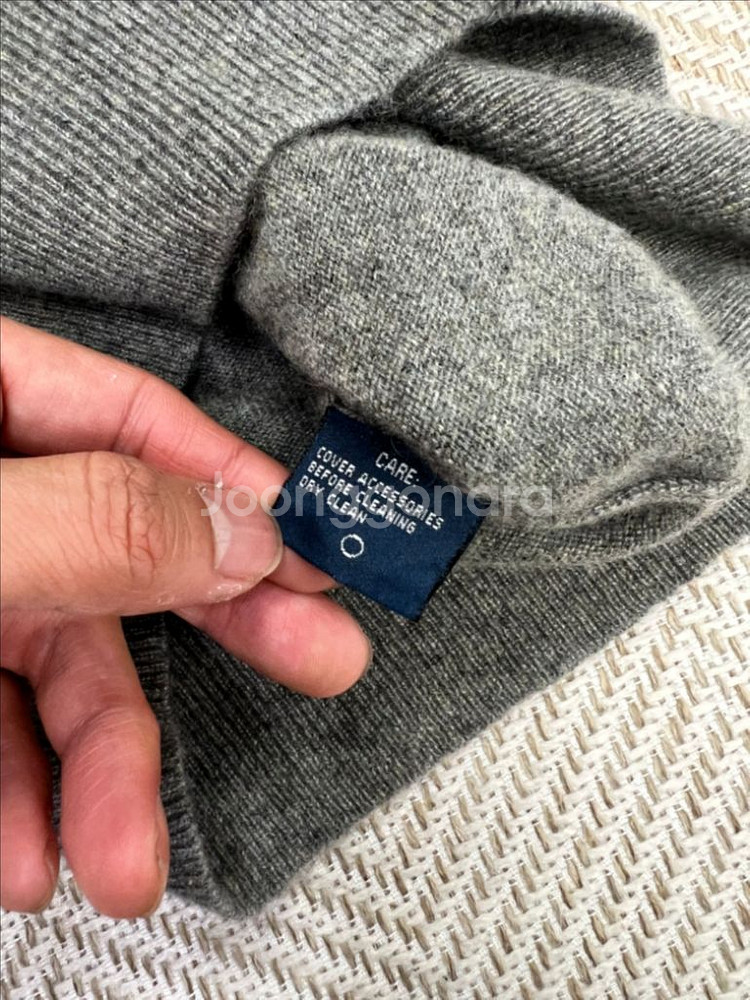 CARE:
COVER ACCESSORIES
BEFORE CLEANING
DRY CLEAN
Joonggonara